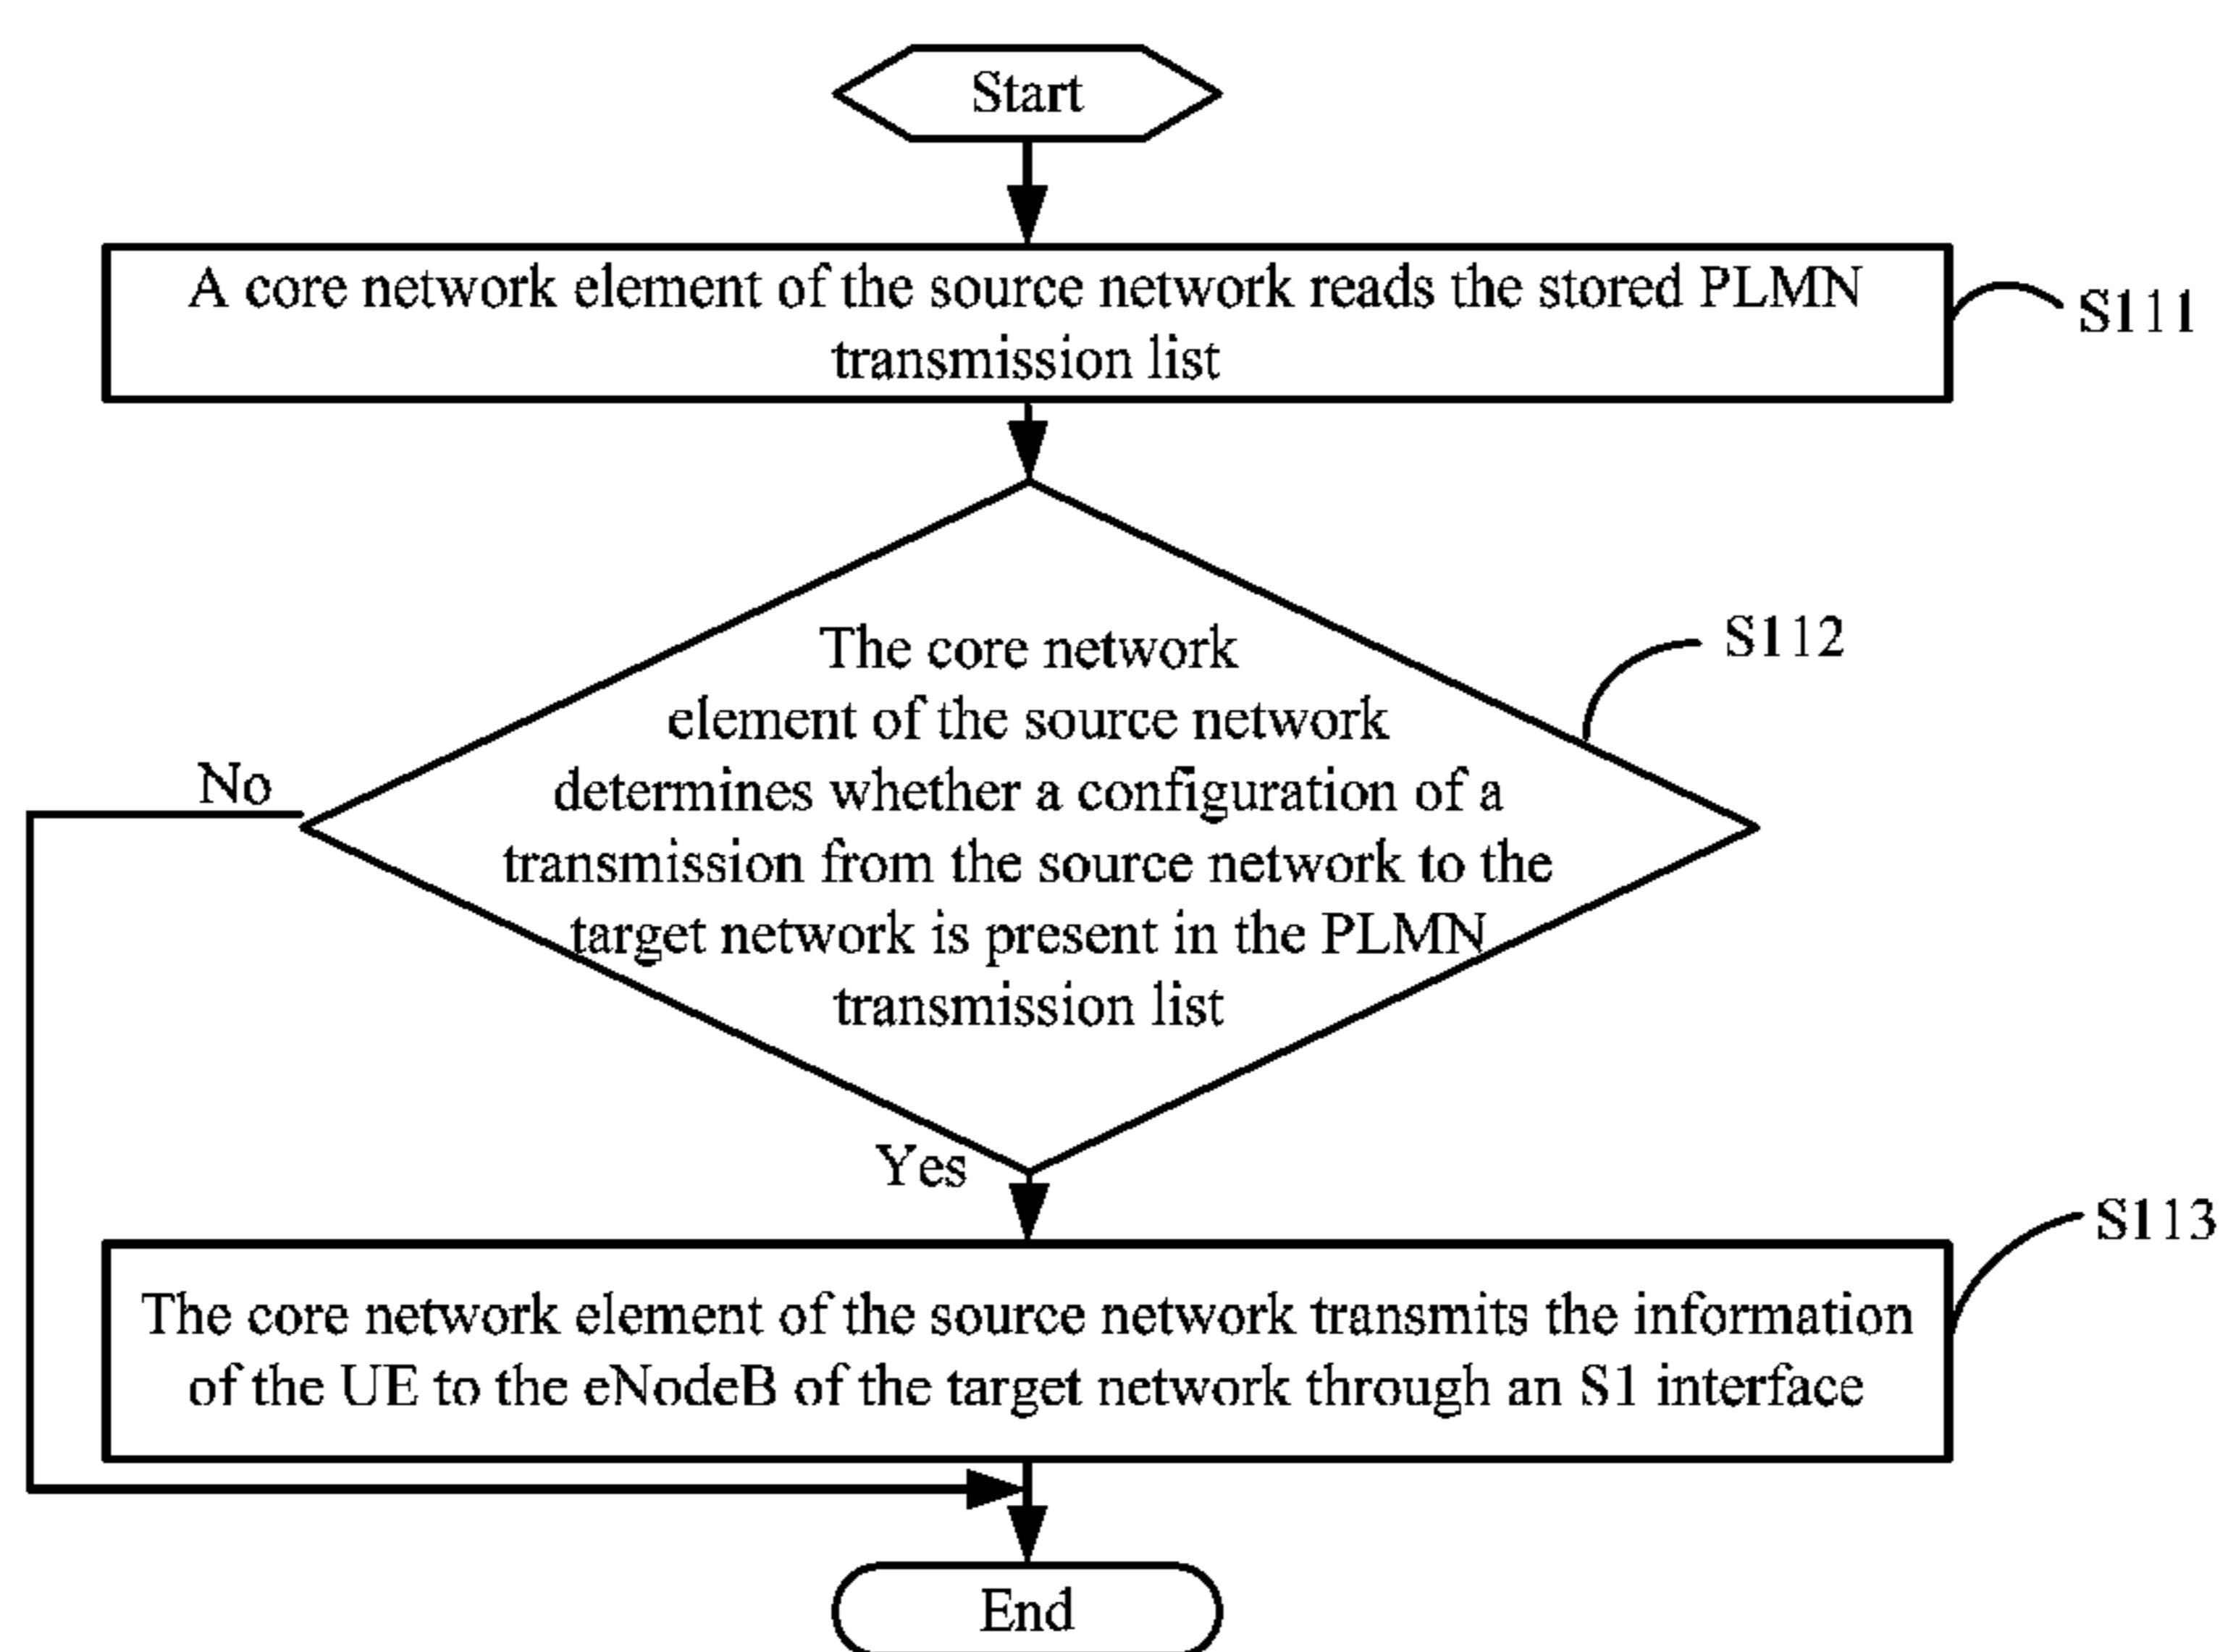 Start
A core network element of the source network reads the stored PLMN
transmission list
S111
The core network
element of the source network
determines whether a configuration of a
transmission from the source network to the
target network is present in the PLMN
transmission list
S112
No
Yes
The core network element of the source network transmits the information
of the UE to the eNodeB of the target network through an S1 interface
S113
End